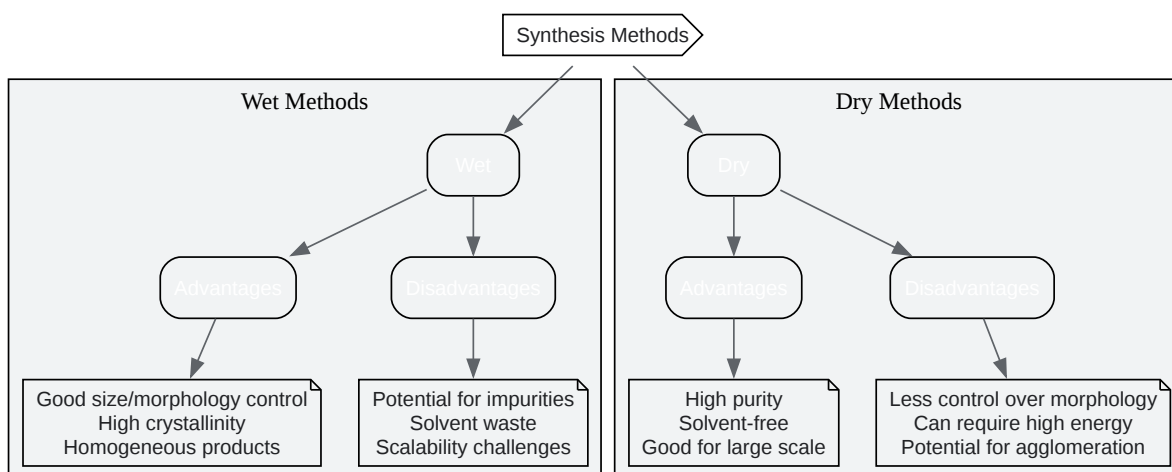 Synthesis Methods
Wet Methods
Dry Methods
Wet
Dry
Advantages
Disadvantages
Advantages
Disadvantages
Good size/morphology control
High crystallinity
Homogeneous products
Potential for impurities
Solvent waste
Scalability challenges
High purity
Solvent-free
Good for large scale
Less control over morphology
Can require high energy
Potential for agglomeration